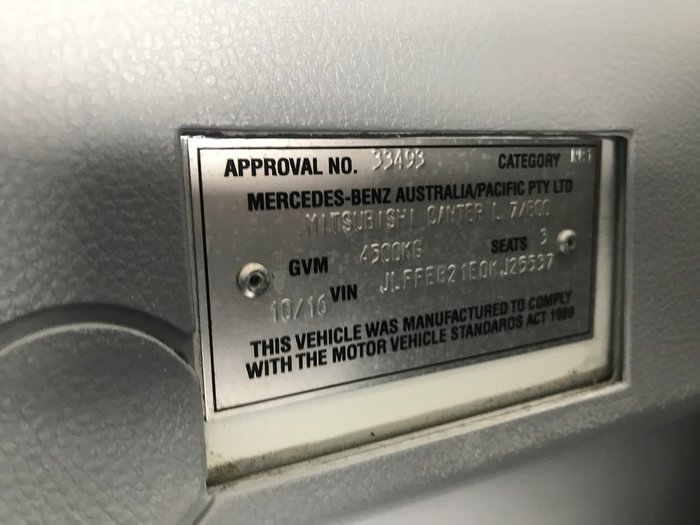 APPROVAL NO. 33493 CATEGORY
MERCEDES-BENZ AUSTRALIA/PACIFIC PTY LTD
MITSUBISHI CANTER L 7/800
GVM 4500KG SEATS 3
10/16 VIN JLFFEB21E0KJ25537
THIS VEHICLE WAS MANUFACTURED TO COMPLY
WITH THE MOTOR VEHICLE STANDARDS ACT 1989